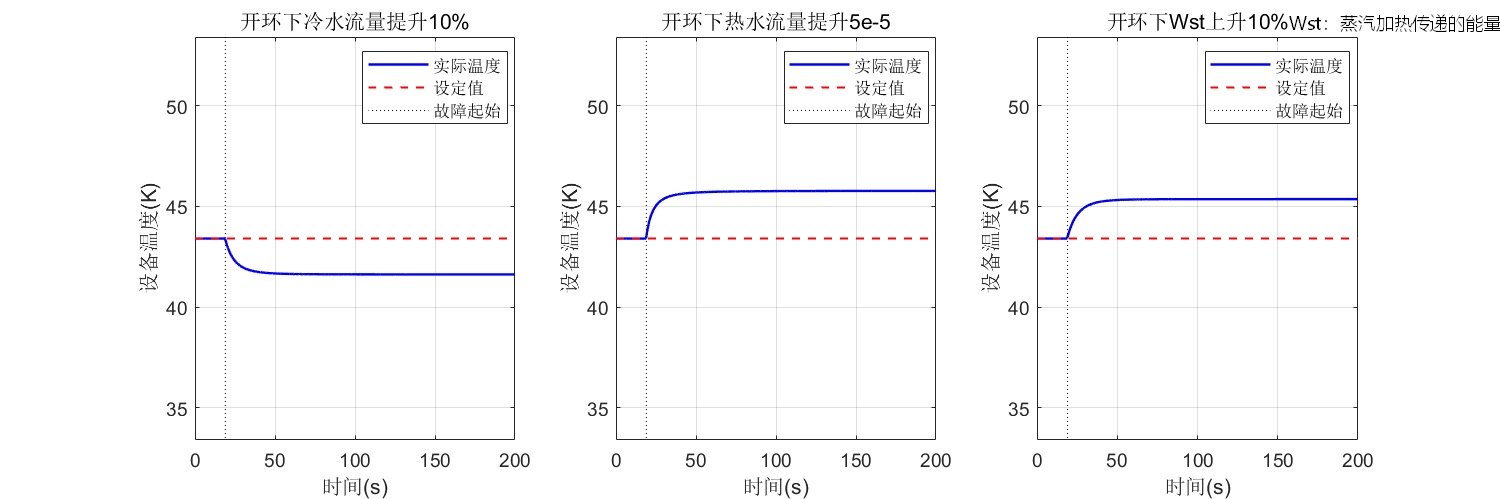 开环下冷水流量提升10%
实际温度
设定值
故障起始
50
45
40
35
设备温度(K)
0 50 100 150 200
时间(s)
开环下热水流量提升5e-5
实际温度
设定值
故障起始
50
45
40
35
设备温度(K)
0 50 100 150 200
时间(s)
开环下Wst上升10%Wst：蒸汽加热传递的能量
实际温度
设定值
故障起始
50
45
40
35
设备温度(K)
0 50 100 150 200
时间(s)